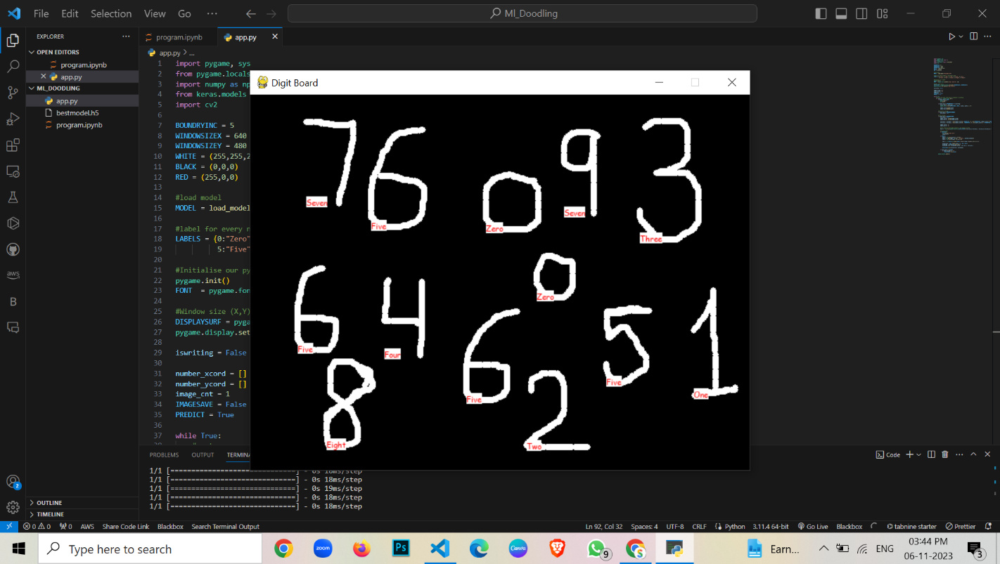 File Edit Selection View Go ··· Ml_Doodling
EXPLORER ··· program.ipynb app.py
OPEN EDITORS
program.ipynb
app.py
ML_DOODLING
app.py
bestmodel.h5
program.ipynb
OUTLINE
TIMELINE
app.py > ...
1 import pygame, sys
2 from pygame.locals
3 import numpy as np
4 from keras.models
5 import cv2
6
7 BOUNDRYINC = 5
8 WINDOWSIZEX = 640
9 WINDOWSIZEY = 480
10 WHITE = (255,255,2
11 BLACK = (0,0,0)
12 RED = (255,0,0)
13
14 #load model
15 MODEL = load_model
16
17 #label for every n
18 LABELS = {0:"Zero"
19 5:"Five"
20
21 #Initialise our py
22 pygame.init()
23 FONT = pygame.fon
24
25 #Window size (X,Y)
26 DISPLAYSURF = pyga
27 pygame.display.set
28
29 iswriting = False
30
31 number_xcord = []
32 number_ycord = []
33 image_cnt = 1
34 IMAGESAVE = False
35 PREDICT = True
36
37 while True:
Digit Board
7 6 0 9 3
Seven Five Zero Seven Three
6 4 0 6 5 1
Five Four Zero Five Five One
8 2
Eight Two
PROBLEMS OUTPUT TERMINA
Code
1/1 [==============================] - 0s 18ms/step
1/1 [==============================] - 0s 18ms/step
1/1 [==============================] - 0s 19ms/step
1/1 [==============================] - 0s 18ms/step
1/1 [==============================] - 0s 18ms/step
0 0 0 AWS Share Code Link Blackbox Search Terminal Output Ln 92, Col 32 Spaces: 4 UTF-8 CRLF Python 3.11.4 64-bit Go Live Blackbox tabnine starter Prettier
Type here to search
zoom Ps Canva 9 S
Earn... ENG
03:44 PM
06-11-2023
3
aws
B
2